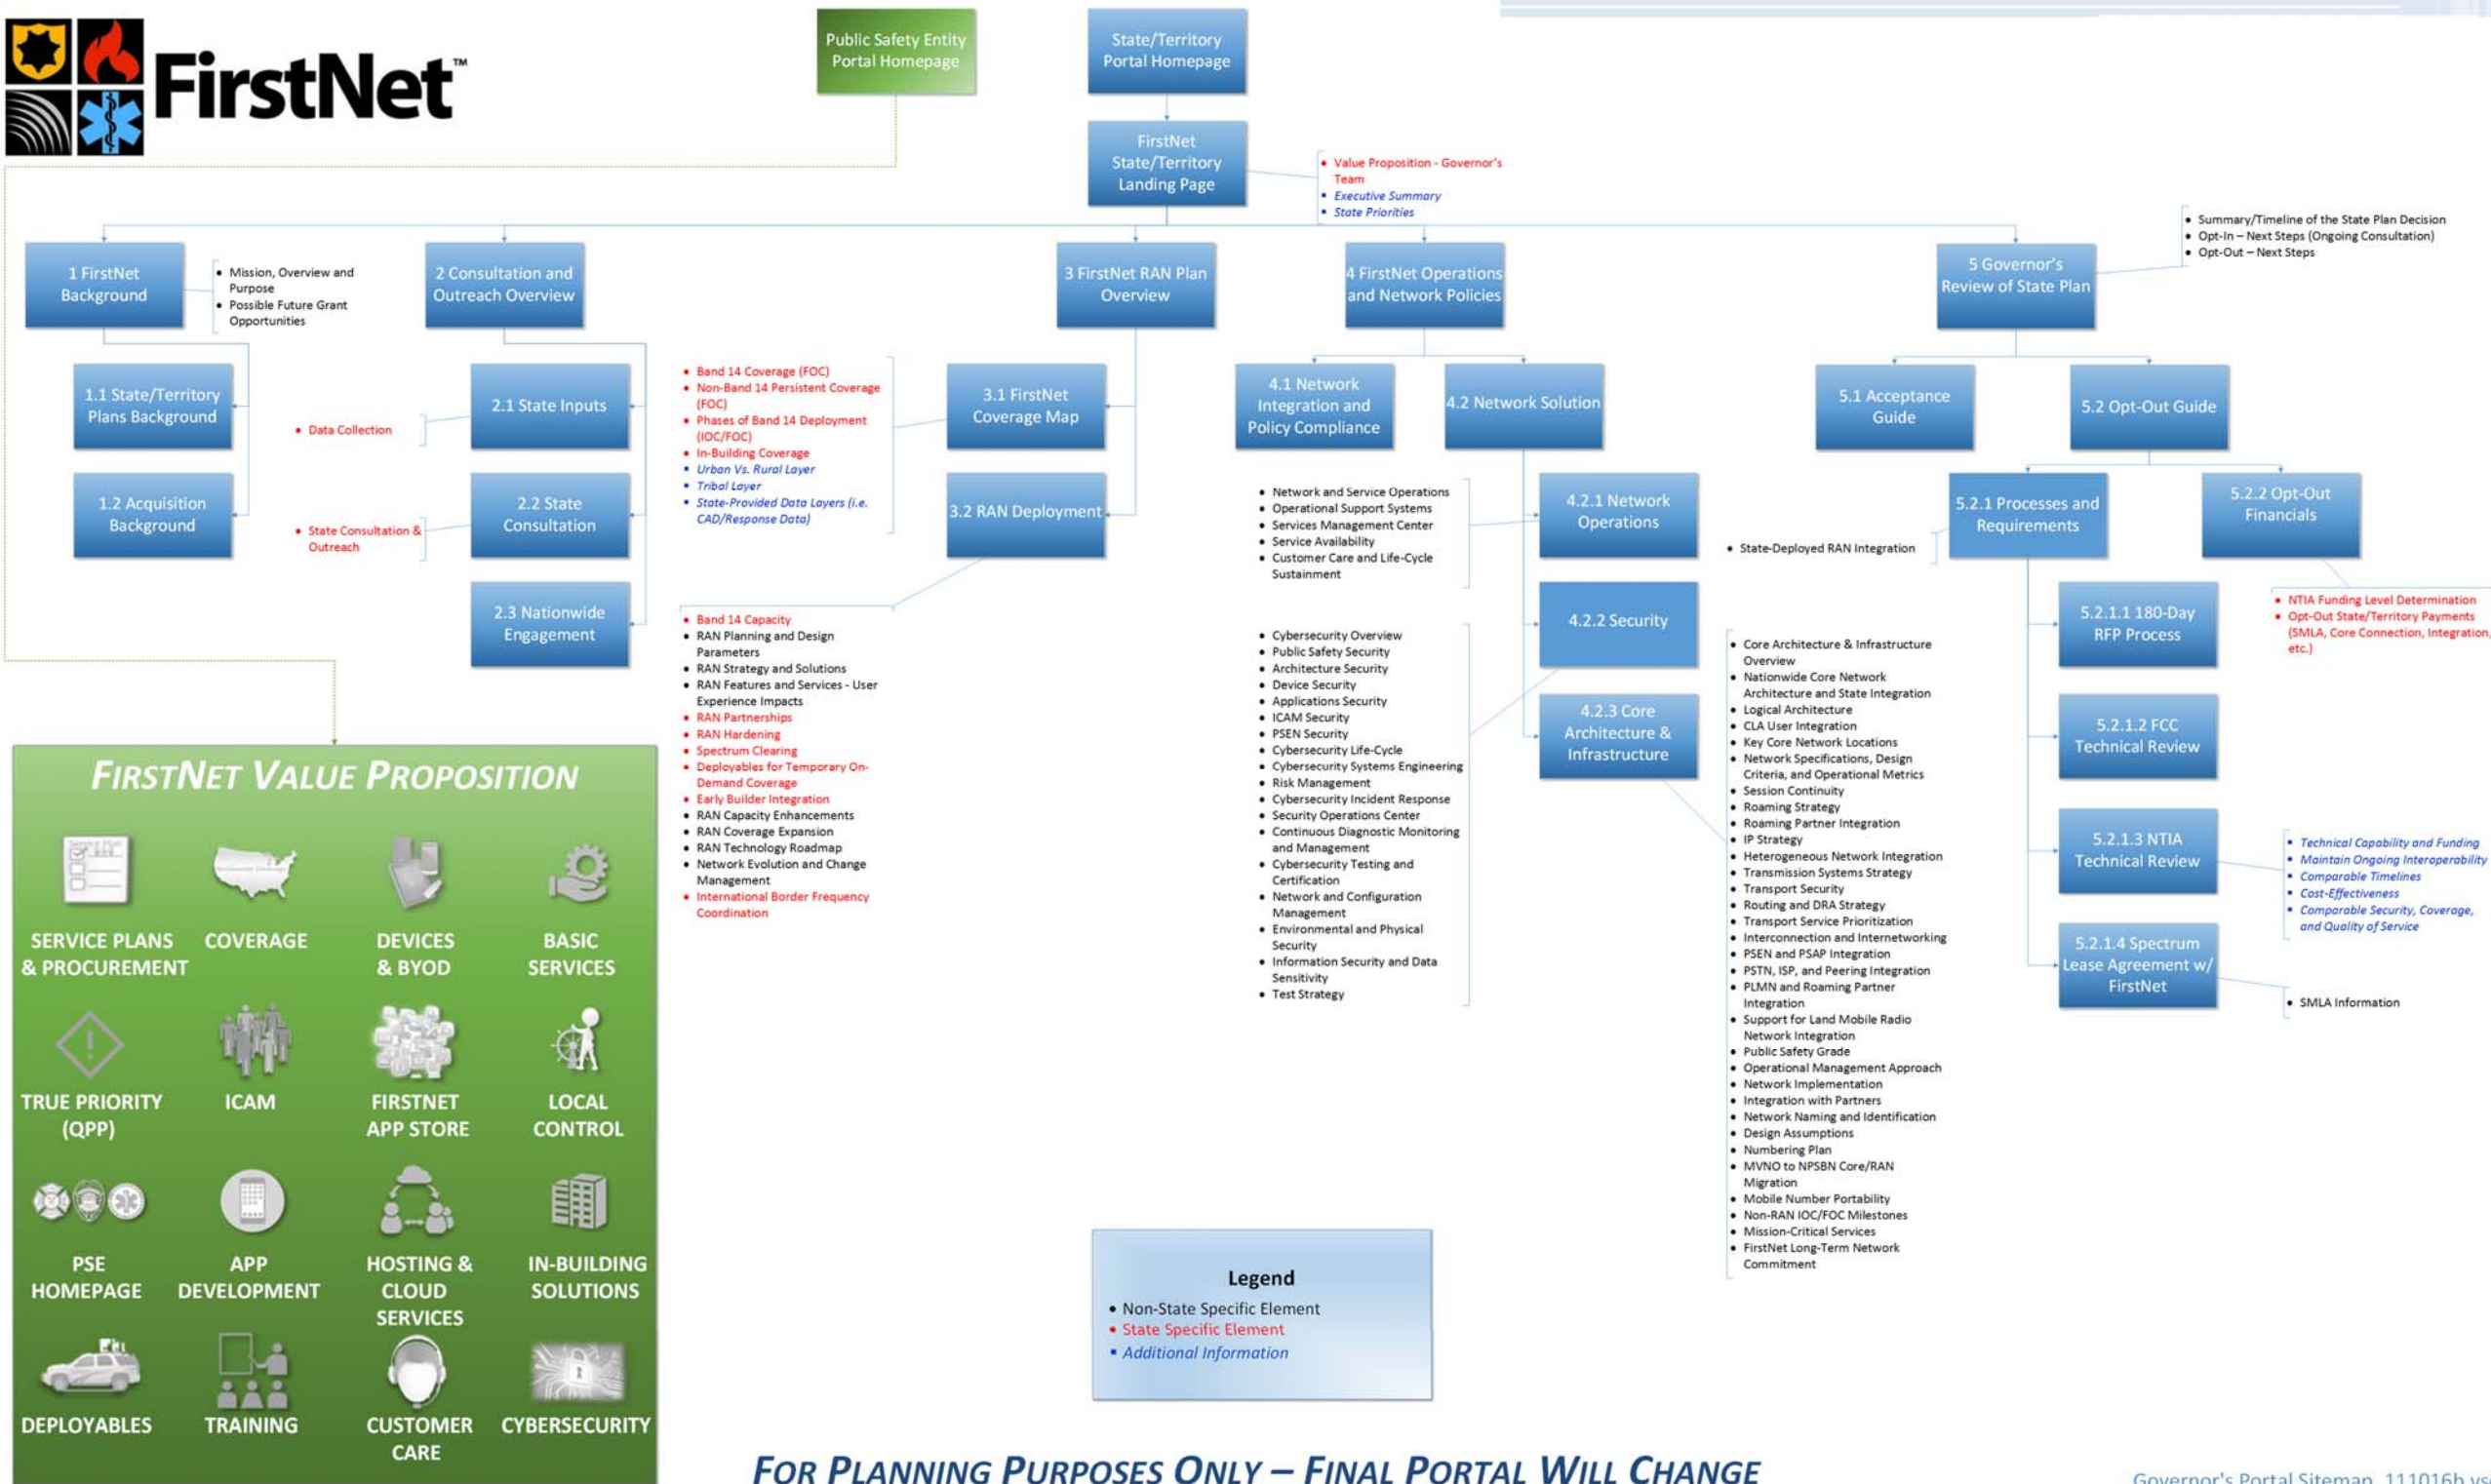 FirstNet™
Public Safety Entity
Portal Homepage
State/Territory
Portal Homepage
FirstNet
State/Territory
Landing Page
• Value Proposition - Governor's
Team
▪ Executive Summary
▪ State Priorities
1 FirstNet
Background
• Mission, Overview and
Purpose
• Possible Future Grant
Opportunities
2 Consultation and
Outreach Overview
3 FirstNet RAN Plan
Overview
4 FirstNet Operations
and Network Policies
5 Governor's
Review of State Plan
• Summary/Timeline of the State Plan Decision
• Opt-In – Next Steps (Ongoing Consultation)
• Opt-Out – Next Steps
1.1 State/Territory
Plans Background
1.2 Acquisition
Background
• Data Collection
2.1 State Inputs
• State Consultation &
Outreach
2.2 State
Consultation
2.3 Nationwide
Engagement
• Band 14 Coverage (FOC)
• Non-Band 14 Persistent Coverage
(FOC)
• Phases of Band 14 Deployment
(IOC/FOC)
• In-Building Coverage
▪ Urban Vs. Rural Layer
▪ Tribal Layer
▪ State-Provided Data Layers (i.e.
CAD/Response Data)
3.1 FirstNet
Coverage Map
3.2 RAN Deployment
• Band 14 Capacity
• RAN Planning and Design
Parameters
• RAN Strategy and Solutions
• RAN Features and Services - User
Experience Impacts
• RAN Partnerships
• RAN Hardening
• Spectrum Clearing
• Deployables for Temporary On-
Demand Coverage
• Early Builder Integration
• RAN Capacity Enhancements
• RAN Coverage Expansion
• RAN Technology Roadmap
• Network Evolution and Change
Management
• International Border Frequency
Coordination
4.1 Network
Integration and
Policy Compliance
4.2 Network Solution
• Network and Service Operations
• Operational Support Systems
• Services Management Center
• Service Availability
• Customer Care and Life-Cycle
Sustainment
4.2.1 Network
Operations
4.2.2 Security
• Cybersecurity Overview
• Public Safety Security
• Architecture Security
• Device Security
• Applications Security
• ICAM Security
• PSEN Security
• Cybersecurity Life-Cycle
• Cybersecurity Systems Engineering
• Risk Management
• Cybersecurity Incident Response
• Security Operations Center
• Continuous Diagnostic Monitoring
and Management
• Cybersecurity Testing and
Certification
• Network and Configuration
Management
• Environmental and Physical
Security
• Information Security and Data
Sensitivity
• Test Strategy
4.2.3 Core
Architecture &
Infrastructure
• Core Architecture & Infrastructure
Overview
• Nationwide Core Network
Architecture and State Integration
• Logical Architecture
• CLA User Integration
• Key Core Network Locations
• Network Specifications, Design
Criteria, and Operational Metrics
• Session Continuity
• Roaming Strategy
• Roaming Partner Integration
• IP Strategy
• Heterogeneous Network Integration
• Transmission Systems Strategy
• Transport Security
• Routing and DRA Strategy
• Transport Service Prioritization
• Interconnection and Internetworking
• PSEN and PSAP Integration
• PSTN, ISP, and Peering Integration
• PLMN and Roaming Partner
Integration
• Support for Land Mobile Radio
Network Integration
• Public Safety Grade
• Operational Management Approach
• Network Implementation
• Integration with Partners
• Network Naming and Identification
• Design Assumptions
• Numbering Plan
• MVNO to NPSBN Core/RAN
Migration
• Mobile Number Portability
• Non-RAN IOC/FOC Milestones
• Mission-Critical Services
• FirstNet Long-Term Network
Commitment
5.1 Acceptance
Guide
5.2 Opt-Out Guide
5.2.1 Processes and
Requirements
• State-Deployed RAN Integration
5.2.2 Opt-Out
Financials
• NTIA Funding Level Determination
• Opt-Out State/Territory Payments
(SMLA, Core Connection, Integration,
etc.)
5.2.1.1 180-Day
RFP Process
5.2.1.2 FCC
Technical Review
5.2.1.3 NTIA
Technical Review
▪ Technical Capability and Funding
▪ Maintain Ongoing Interoperability
▪ Comparable Timelines
▪ Cost-Effectiveness
▪ Comparable Security, Coverage,
and Quality of Service
5.2.1.4 Spectrum
Lease Agreement w/
FirstNet
• SMLA Information
FIRSTNET VALUE PROPOSITION
SERVICE PLANS
& PROCUREMENT
COVERAGE
DEVICES
& BYOD
BASIC
SERVICES
TRUE PRIORITY
(QPP)
ICAM
FIRSTNET
APP STORE
LOCAL
CONTROL
PSE
HOMEPAGE
APP
DEVELOPMENT
HOSTING &
CLOUD
SERVICES
IN-BUILDING
SOLUTIONS
DEPLOYABLES
TRAINING
CUSTOMER
CARE
CYBERSECURITY
Legend
• Non-State Specific Element
• State Specific Element
▪ Additional Information
FOR PLANNING PURPOSES ONLY – FINAL PORTAL WILL CHANGE
Governor's Portal Sitemap_111016b.vs